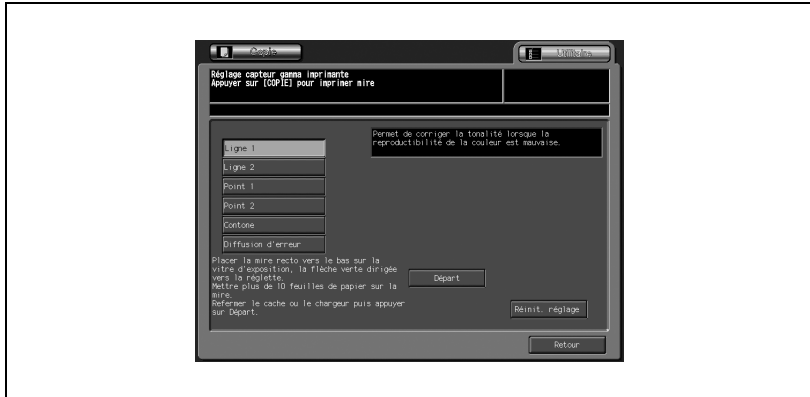 Copie
Utilitaire
Réglage capteur gamma imprimante
Appuyer sur [COPIE] pour imprimer mire
Permet de corriger la tonalité lorsque la
reproductibilité de la couleur est mauvaise.
Ligne 1
Ligne 2
Point 1
Point 2
Contone
Diffusion d'erreur
Placer la mire recto vers le bas sur la
vitre d'exposition, la flèche verte dirigée
vers la réglette.
Mettre plus de 10 feuilles de papier sur la
mire.
Refermer le cache ou le chargeur puis appuyer
sur Départ.
Départ
Réinit. réglage
Retour